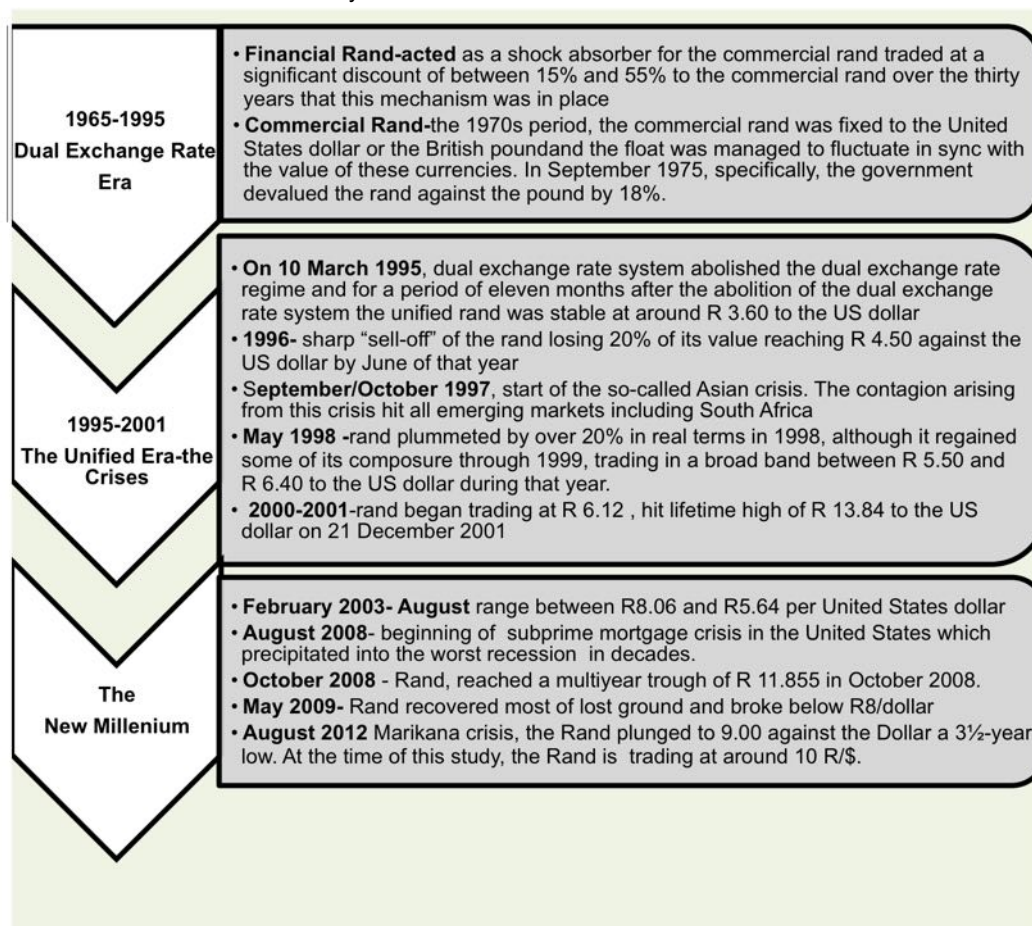 1965-1995
Dual Exchange Rate
Era
• Financial Rand-acted as a shock absorber for the commercial rand traded at a
significant discount of between 15% and 55% to the commercial rand over the thirty
years that this mechanism was in place
• Commercial Rand-the 1970s period, the commercial rand was fixed to the United
States dollar or the British poundand the float was managed to fluctuate in sync with
the value of these currencies. In September 1975, specifically, the government
devalued the rand against the pound by 18%.
1995-2001
The Unified Era-the
Crises
• On 10 March 1995, dual exchange rate system abolished the dual exchange rate
regime and for a period of eleven months after the abolition of the dual exchange
rate system the unified rand was stable at around R 3.60 to the US dollar
• 1996- sharp “sell-off” of the rand losing 20% of its value reaching R 4.50 against the
US dollar by June of that year
• September/October 1997, start of the so-called Asian crisis. The contagion arising
from this crisis hit all emerging markets including South Africa
• May 1998 -rand plummeted by over 20% in real terms in 1998, although it regained
some of its composure through 1999, trading in a broad band between R 5.50 and
R 6.40 to the US dollar during that year.
• 2000-2001-rand began trading at R 6.12 , hit lifetime high of R 13.84 to the US
dollar on 21 December 2001
The
New Millenium
• February 2003- August range between R8.06 and R5.64 per United States dollar
• August 2008- beginning of subprime mortgage crisis in the United States which
precipitated into the worst recession in decades.
• October 2008 - Rand, reached a multiyear trough of R 11.855 in October 2008.
• May 2009- Rand recovered most of lost ground and broke below R8/dollar
• August 2012 Marikana crisis, the Rand plunged to 9.00 against the Dollar a 3½-year
low. At the time of this study, the Rand is trading at around 10 R/$.